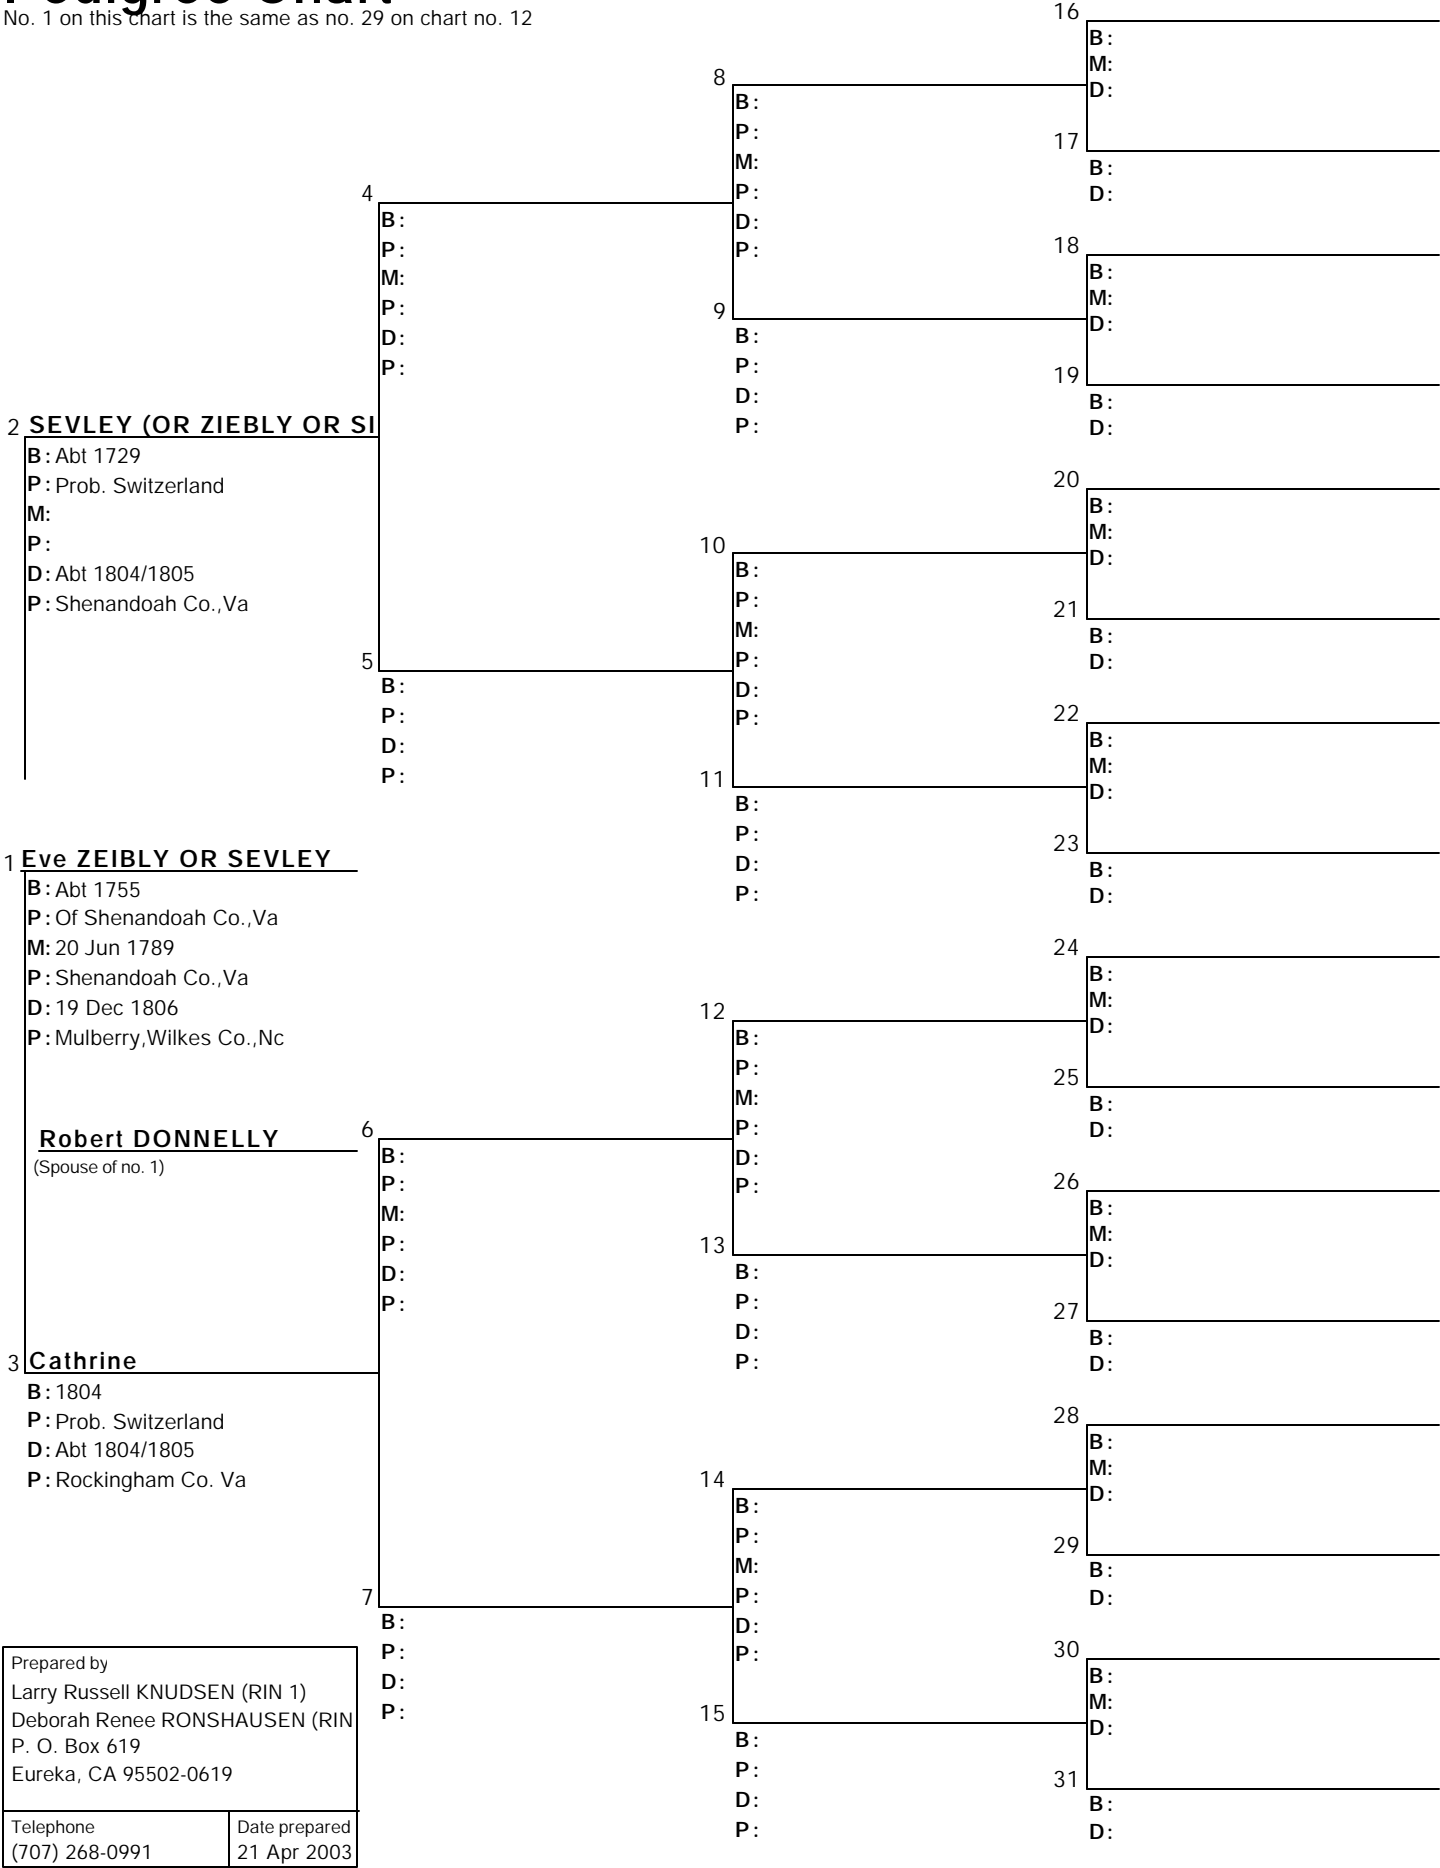 Pedigree Chart
No. 1 on this chart is the same as no. 29 on chart no. 12
2 SEVLEY (OR ZIEBLY OR SI
B: Abt 1729
P: Prob. Switzerland
M:
P:
D: Abt 1804/1805
P: Shenandoah Co.,Va
1 Eve ZEIBLY OR SEVLEY
B: Abt 1755
P: Of Shenandoah Co.,Va
M: 20 Jun 1789
P: Shenandoah Co.,Va
D: 19 Dec 1806
P: Mulberry,Wilkes Co.,Nc
Robert DONNELLY
(Spouse of no. 1)
3 Cathrine
B: 1804
P: Prob. Switzerland
D: Abt 1804/1805
P: Rockingham Co. Va
Prepared by
Larry Russell KNUDSEN (RIN 1)
Deborah Renee RONSHAUSEN (RIN
P. O. Box 619
Eureka, CA 95502-0619
Telephone
(707) 268-0991
Date prepared
21 Apr 2003
4
B:
P:
M:
P:
D:
P:
5
B:
P:
D:
P:
6
B:
P:
M:
P:
D:
P:
7
B:
P:
D:
P:
8
B:
P:
M:
P:
D:
P:
9
B:
P:
D:
P:
10
B:
P:
M:
P:
D:
P:
11
B:
P:
D:
P:
12
B:
P:
M:
P:
D:
P:
13
B:
P:
D:
P:
14
B:
P:
M:
P:
D:
P:
15
B:
P:
D:
P:
16
B:
M:
D:
17
B:
D:
18
B:
M:
D:
19
B:
D:
20
B:
M:
D:
21
B:
D:
22
B:
M:
D:
23
B:
D:
24
B:
M:
D:
25
B:
D:
26
B:
M:
D:
27
B:
D:
28
B:
M:
D:
29
B:
D:
30
B:
M:
D:
31
B:
D: